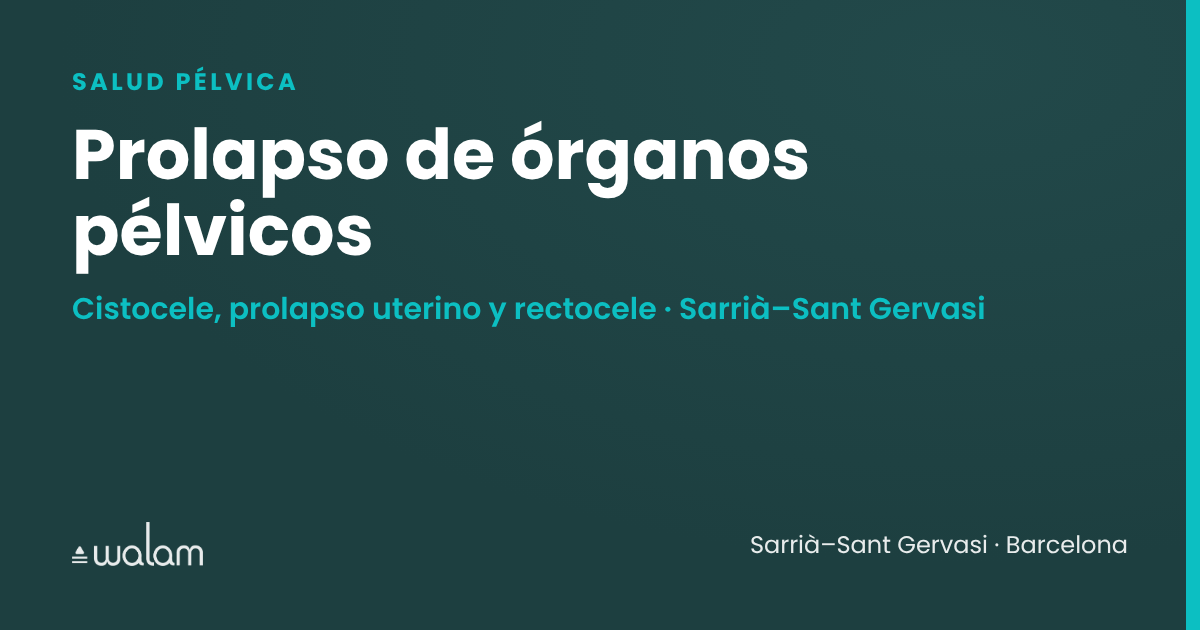 SALUD PÉLVICA
Prolapso de órganos
pélvicos
Cistocele, prolapso uterino y rectocele · Sarrià–Sant Gervasi
walam
Sarrià–Sant Gervasi · Barcelona